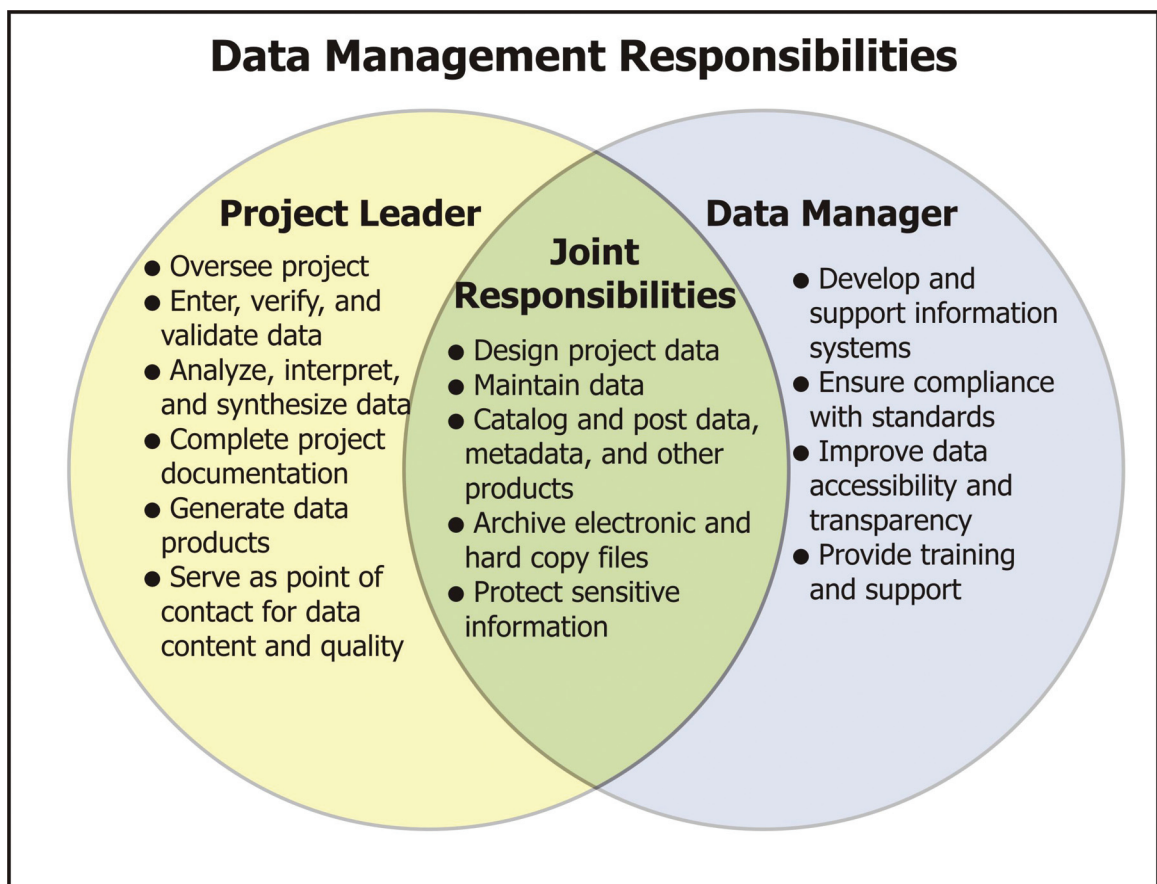 Data Management Responsibilities
Project Leader
● Oversee project
● Enter, verify, and
validate data
● Analyze, interpret,
and synthesize data
● Complete project
documentation
● Generate data
products
● Serve as point of
contact for data
content and quality
Joint
Responsibilities
● Design project data
● Maintain data
● Catalog and post data,
metadata, and other
products
● Archive electronic and
hard copy files
● Protect sensitive
information
Data Manager
● Develop and
support information
systems
● Ensure compliance
with standards
● Improve data
accessibility and
transparency
● Provide training
and support